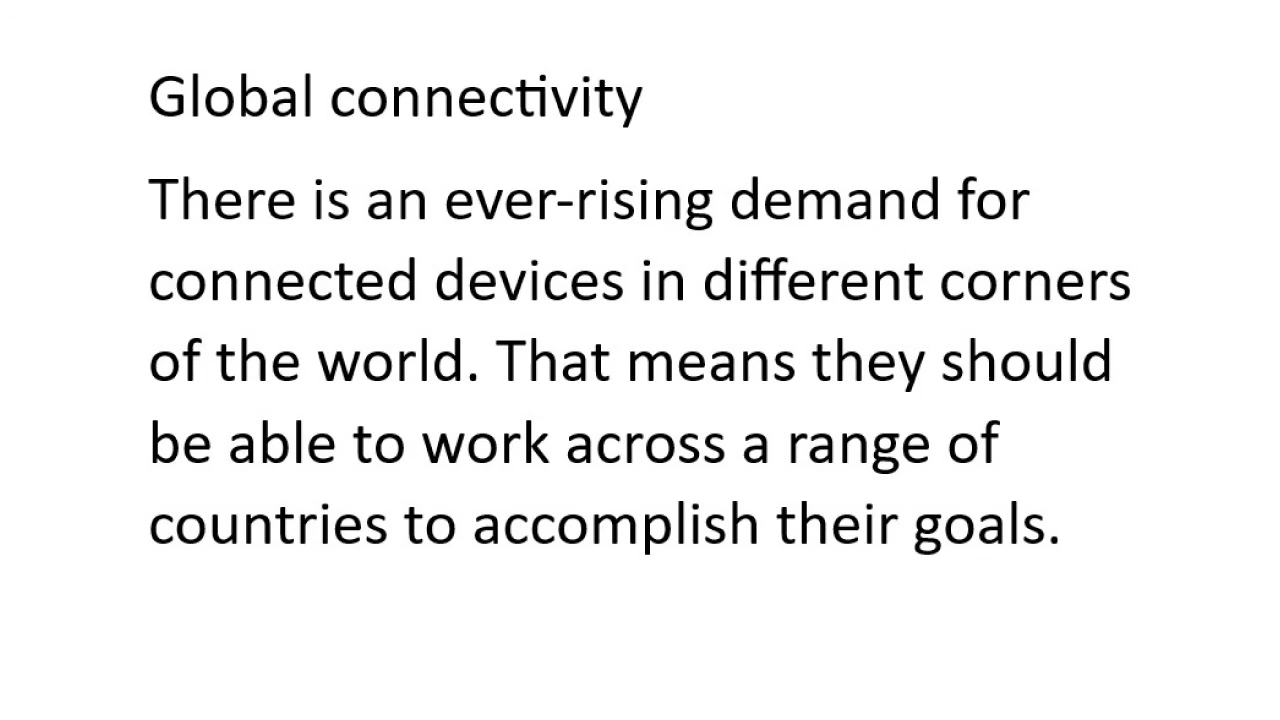 Global connectivity
There is an ever-rising demand for
connected devices in different corners
of the world. That means they should
be able to work across a range of
countries to accomplish their goals.